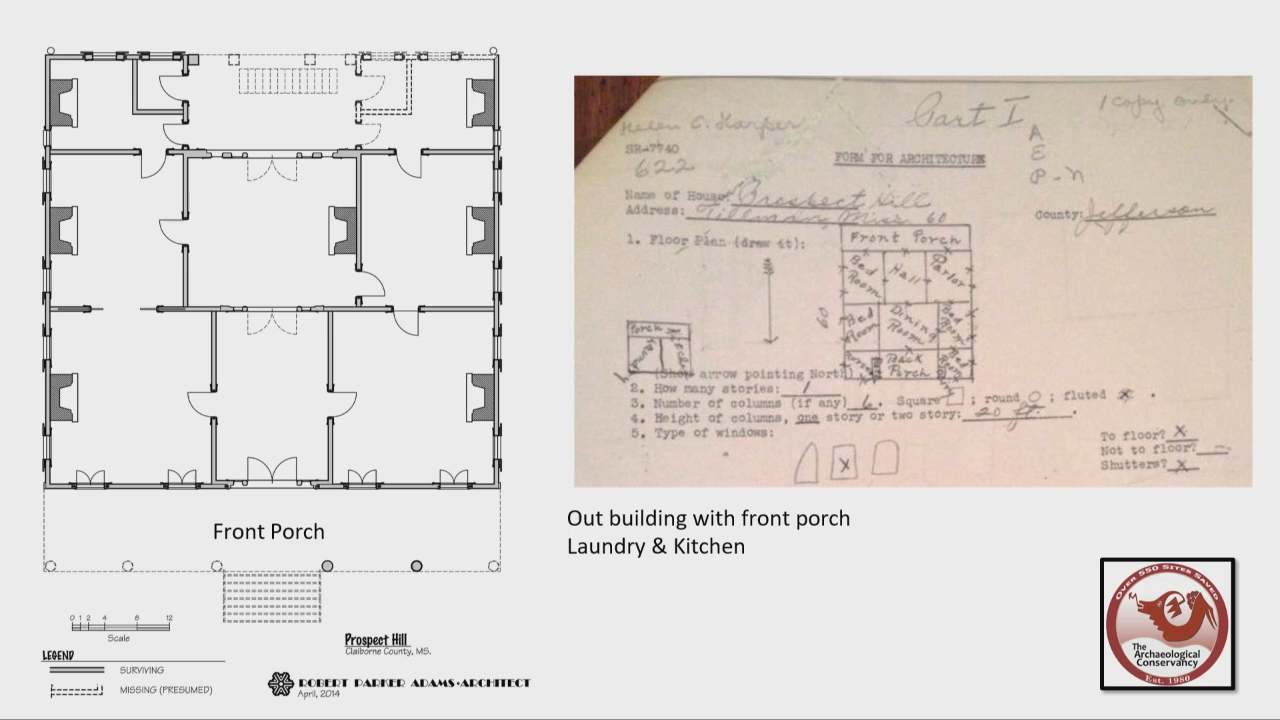 Front Porch
0 1 2 4 8 12
Scale
LEGEND
SURVIVING
MISSING (PRESUMED)
Prospect Hill
Claiborne County, MS.
ROBERT PARKER ADAMS•ARCHITECT
April, 2014
Helen C. Harper
Part I
1 copy only
SR-7740
622
A
E
P - N
FORM FOR ARCHITECTURE
Name of House: Prospect Hill
Address: Tillman, Miss 60
County: Jefferson
1. Floor Plan (draw it):
Front Porch
Bed Room
Hall
Parlor
60
Bed Room
Dining Room
Bed Room
Back Porch
Bed
Porch
(Show arrow pointing North)
2. How many stories: 1
3. Number of columns (if any) 6. Square ; round ; fluted x .
4. Height of columns, one story or two story: 20 ft.
5. Type of windows:
X
To floor? X
Not to floor? —
Shutters? X
Out building with front porch
Laundry & Kitchen
OVER 550 SITES SAVED
The
Archaeological
Conservancy
Est. 1980